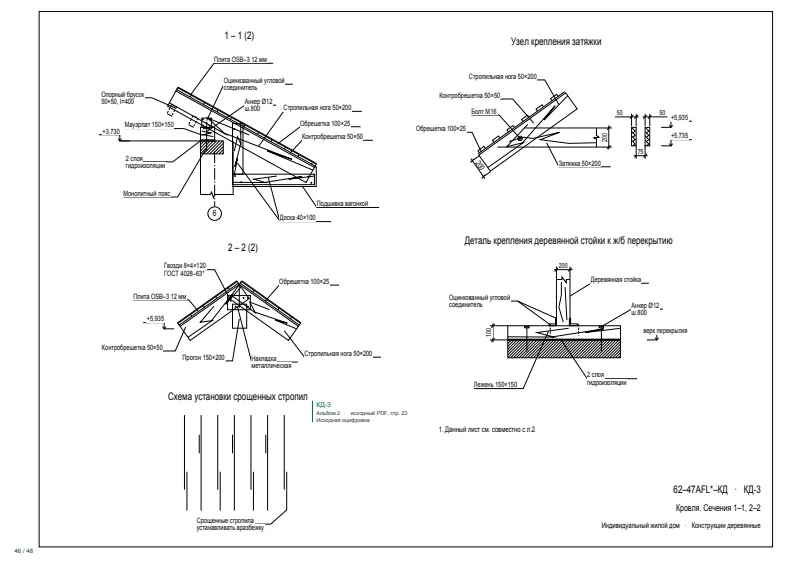 1 – 1 (2)
Плита OSB–3 12 мм
Оцинкованный угловой
соединитель
Опорный брусок
50×50, l=400
Анкер Ø12
ш.800
Стропильная нога 50×200
Мауэрлат 150×150
Обрешетка 100×25
+3,730
Контробрешетка 50×50
2 слоя
гидроизоляции
Монолитный пояс
Подшивка вагонкой
6
Доска 40×100
Узел крепления затяжки
Стропильная нога 50×200
Контробрешетка 50×50
Болт М16
Обрешетка 100×25
50
50
+5,935
200
+5,735
75
200
Затяжка 50×200
2 – 2 (2)
Гвозди 8×4×120
ГОСТ 4028–63*
Обрешетка 100×25
Плита OSB–3 12 мм
+5,935
Контробрешетка 50×50
Прогон 150×200
Накладка
металлическая
Стропильная нога 50×200
Деталь крепления деревянной стойки к ж/б перекрытию
200
Деревянная стойка
Оцинкованный угловой
соединитель
Анкер Ø12
ш.800
100
верх перекрытия
2 слоя
гидроизоляции
Лежень 150×150
Схема установки срощенных стропил
КД-3
Альбом 2 · исходный PDF, стр. 23
Исходная оцифровка
Срощенные стропила
устанавливать вразбежку
1. Данный лист см. совместно с л.2
62–47AFL*–КД · КД-3
Кровля. Сечения 1–1, 2–2
Индивидуальный жилой дом · Конструкции деревянные
46 / 48